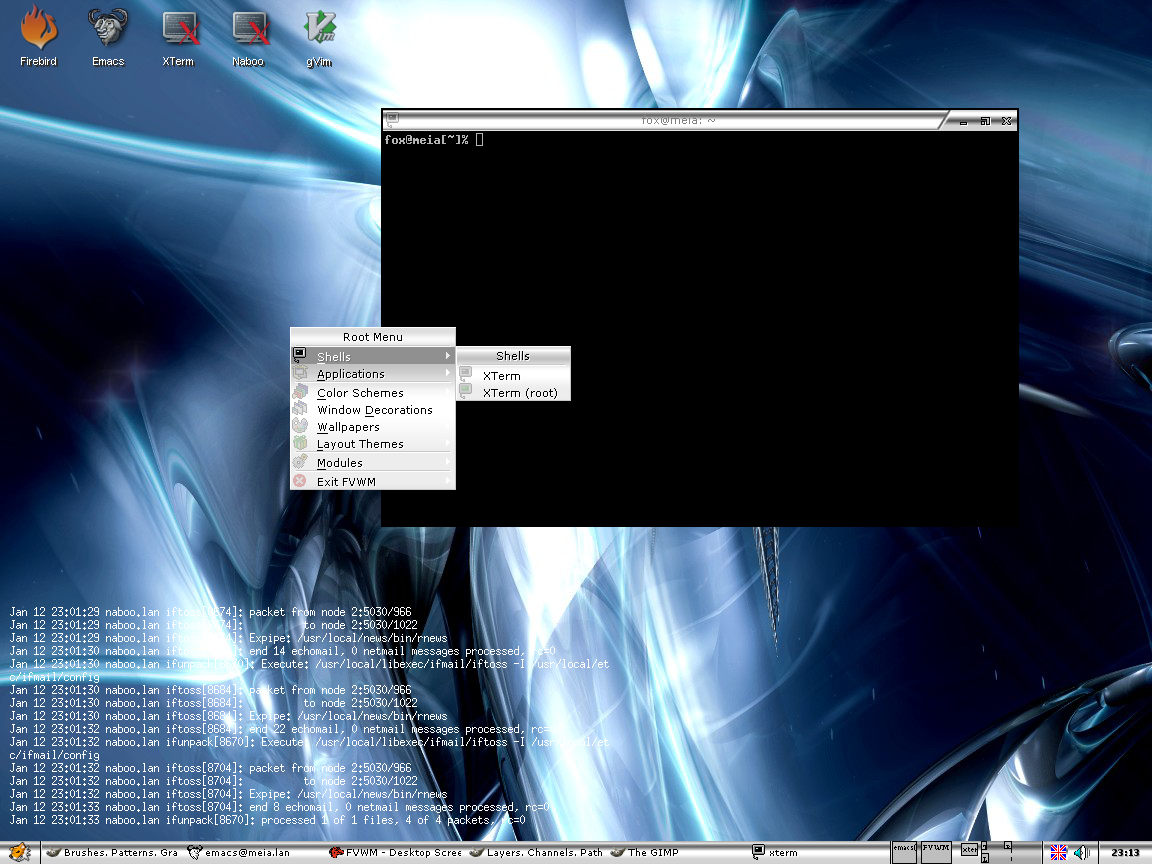 Firebird
Emacs
XTerm
Naboo
gVim
fox@meia: ~
fox@meia[~]%
Root Menu
Shells
Applications
Color Schemes
Window Decorations
Wallpapers
Layout Themes
Modules
Exit FVWM
Shells
XTerm
XTerm (root)
Jan 12 23:01:29 naboo.lan iftoss[8674]: packet from node 2:5030/966
Jan 12 23:01:29 naboo.lan iftoss[8674]: to node 2:5030/1022
Jan 12 23:01:29 naboo.lan iftoss[8674]: Expipe: /usr/local/news/bin/rnews
Jan 12 23:01:30 naboo.lan iftoss[8674]: end 14 echomail, 0 netmail messages processed, rc=0
Jan 12 23:01:30 naboo.lan ifunpack[8670]: Execute: /usr/local/libexec/ifmail/iftoss -I /usr/local/et
c/ifmail/config
Jan 12 23:01:30 naboo.lan iftoss[8684]: packet from node 2:5030/966
Jan 12 23:01:30 naboo.lan iftoss[8684]: to node 2:5030/1022
Jan 12 23:01:30 naboo.lan iftoss[8684]: Expipe: /usr/local/news/bin/rnews
Jan 12 23:01:32 naboo.lan iftoss[8684]: end 22 echomail, 0 netmail messages processed, rc=0
Jan 12 23:01:32 naboo.lan ifunpack[8670]: Execute: /usr/local/libexec/ifmail/iftoss -I /usr/local/et
c/ifmail/config
Jan 12 23:01:32 naboo.lan iftoss[8704]: packet from node 2:5030/966
Jan 12 23:01:32 naboo.lan iftoss[8704]: to node 2:5030/1022
Jan 12 23:01:32 naboo.lan iftoss[8704]: Expipe: /usr/local/news/bin/rnews
Jan 12 23:01:33 naboo.lan iftoss[8704]: end 8 echomail, 0 netmail messages processed, rc=0
Jan 12 23:01:33 naboo.lan ifunpack[8670]: processed 1 of 1 files, 4 of 4 packets, rc=0
Brushes. Patterns. Gra
emacs@meia.lan
FVWM - Desktop Scree
Layers. Channels. Path
The GIMP
xterm
emacs
FVWM
xter
23:13